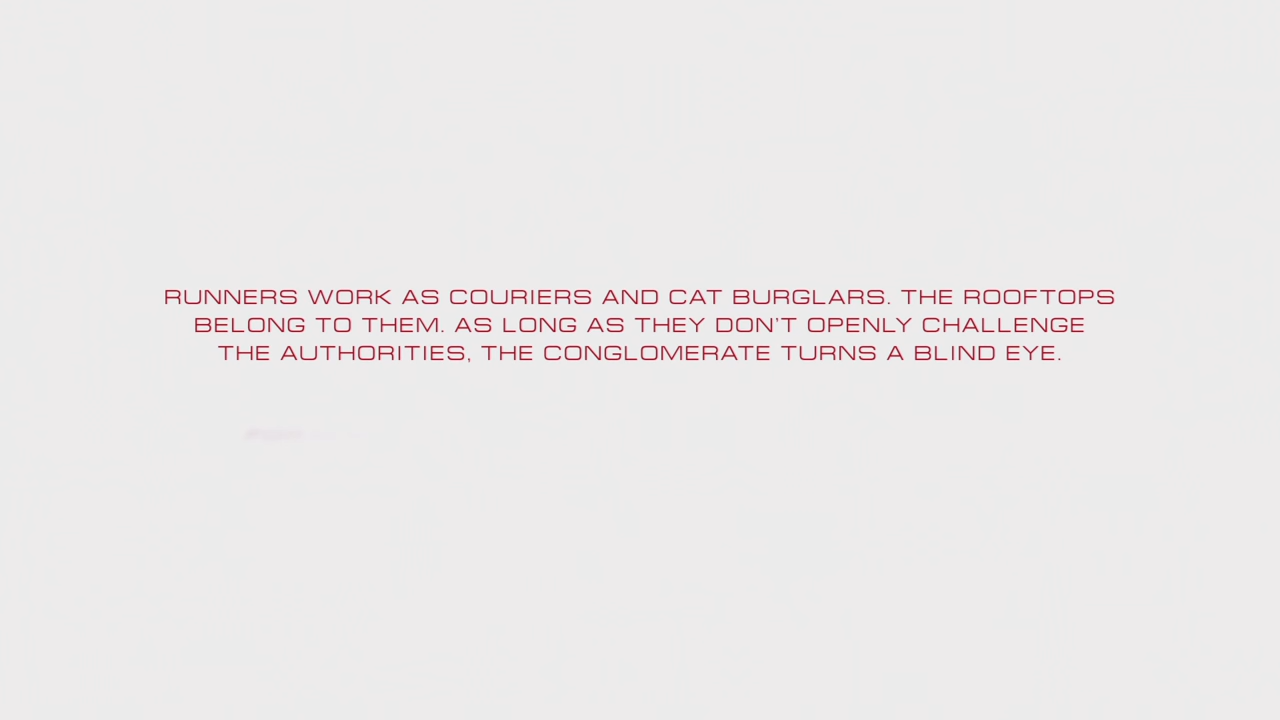 RUNNERS WORK AS COURIERS AND CAT BURGLARS. THE ROOFTOPS
BELONG TO THEM. AS LONG AS THEY DON'T OPENLY CHALLENGE
THE AUTHORITIES, THE CONGLOMERATE TURNS A BLIND EYE.